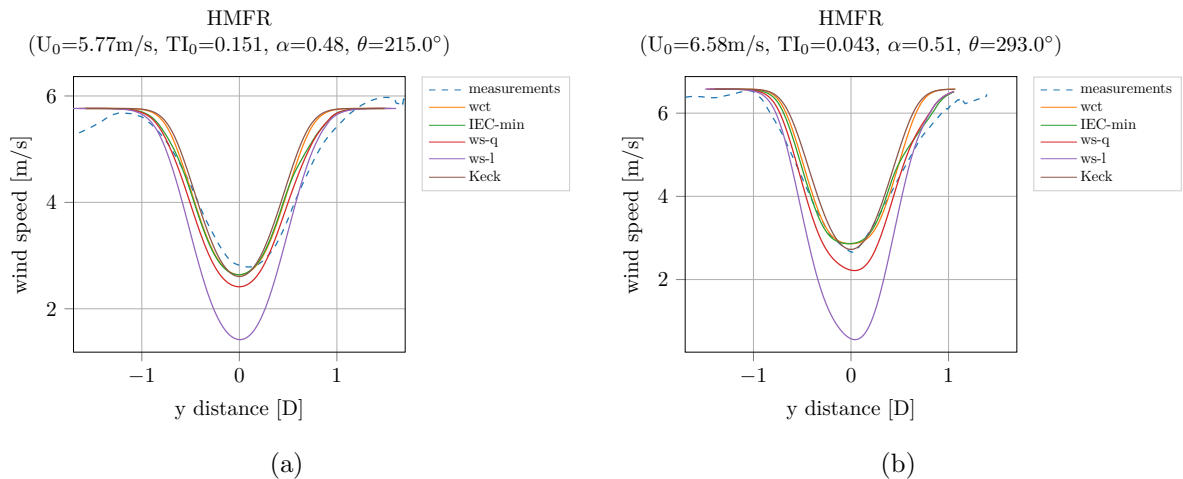 HMFR
(U₀=5.77m/s, TI₀=0.151, α=0.48, θ=215.0°)
6
4
2
wind speed [m/s]
−1
0
1
y distance [D]
measurements
wct
IEC-min
ws-q
ws-l
Keck
(a)
HMFR
(U₀=6.58m/s, TI₀=0.043, α=0.51, θ=293.0°)
6
4
2
wind speed [m/s]
−1
0
1
y distance [D]
measurements
wct
IEC-min
ws-q
ws-l
Keck
(b)